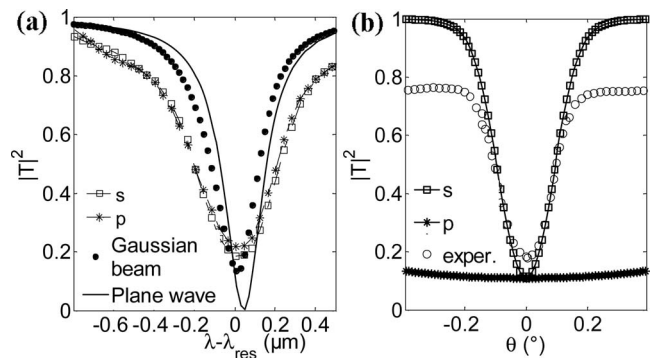 (a)
1
0.8
0.6
0.4
0.2
0
|T|²
s
p
Gaussian
beam
Plane wave
-0.6 -0.4 -0.2 0 0.2 0.4
λ-λres (µm)
(b)
1
0.8
0.6
0.4
0.2
0
|T|²
s
p
exper.
-0.2 0 0.2
θ (°)